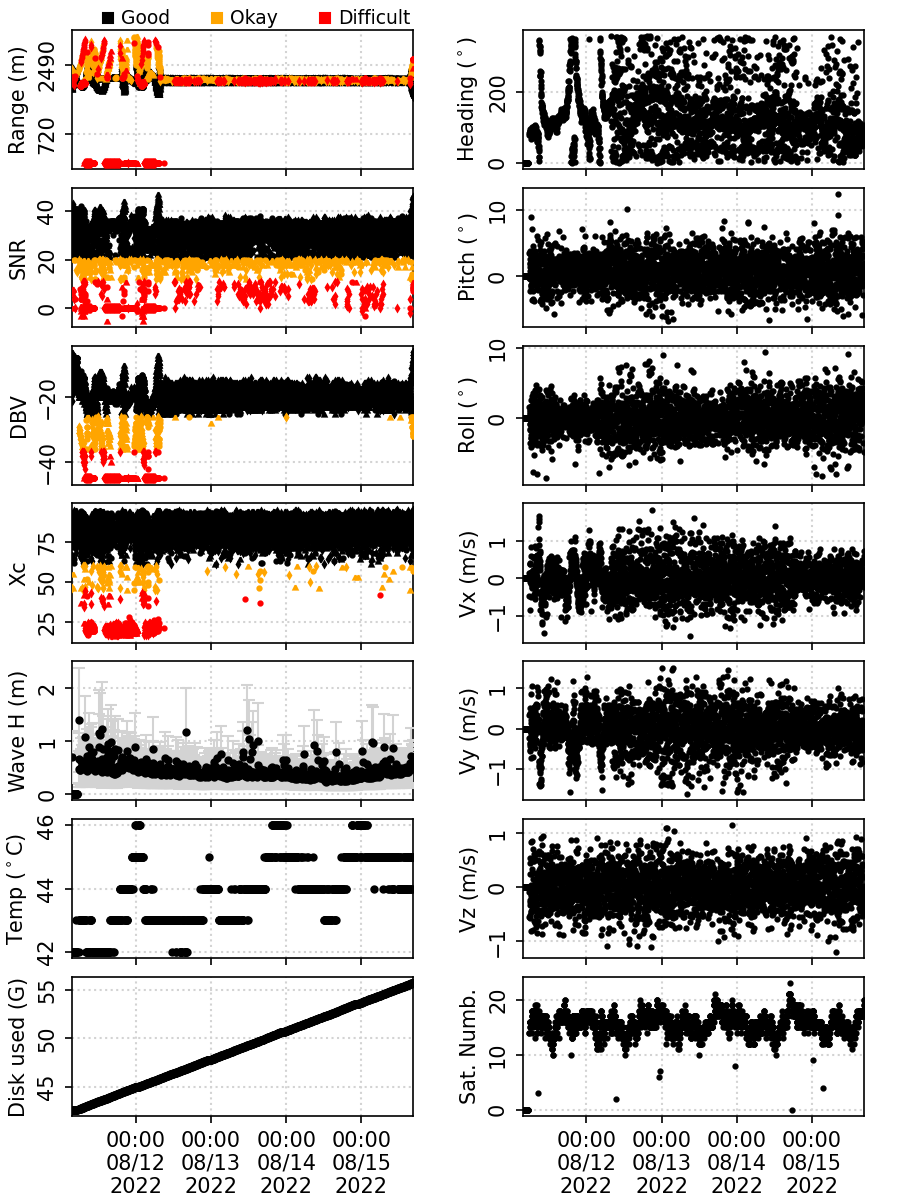 Good Okay Difficult
Range (m)
2490
720
Heading (°)
200
0
SNR
40
20
0
Pitch (°)
10
0
DBV
−20
−40
Roll (°)
10
0
Xc
75
50
25
Vx (m/s)
1
0
−1
Wave H (m)
2
1
0
Vy (m/s)
1
0
−1
Temp (°C)
46
44
42
Vz (m/s)
1
0
−1
Disk used (G)
55
50
45
Sat. Numb.
20
10
0
00:00 00:00 00:00 00:00
08/12 08/13 08/14 08/15
2022 2022 2022 2022
00:00 00:00 00:00 00:00
08/12 08/13 08/14 08/15
2022 2022 2022 2022